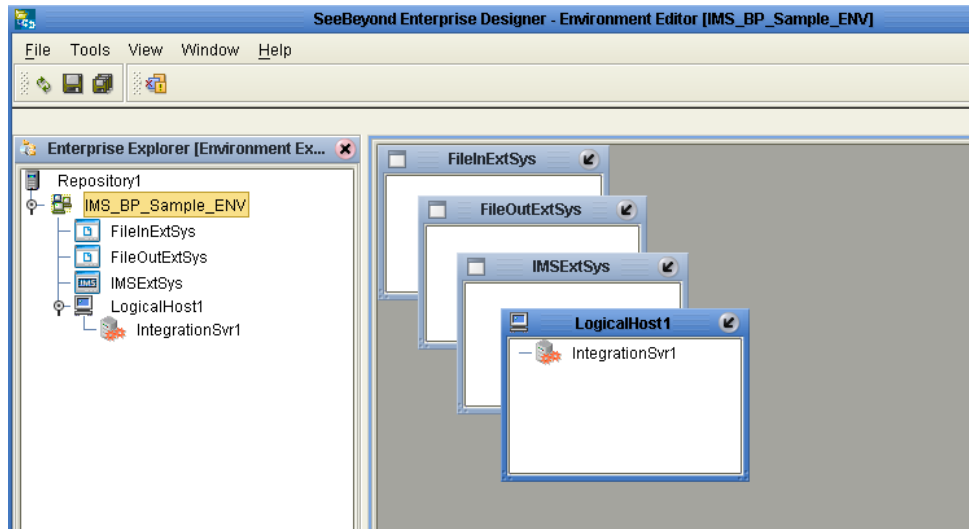 SeeBeyond Enterprise Designer - Environment Editor [IMS_BP_Sample_ENV]
File Tools View Window Help
Enterprise Explorer [Environment Ex...
Repository1
IMS_BP_Sample_ENV
FileInExtSys
FileOutExtSys
IMS IMSExtSys
LogicalHost1
IntegrationSvr1
FileInExtSys
FileOutExtSys
IMSExtSys
LogicalHost1
IntegrationSvr1